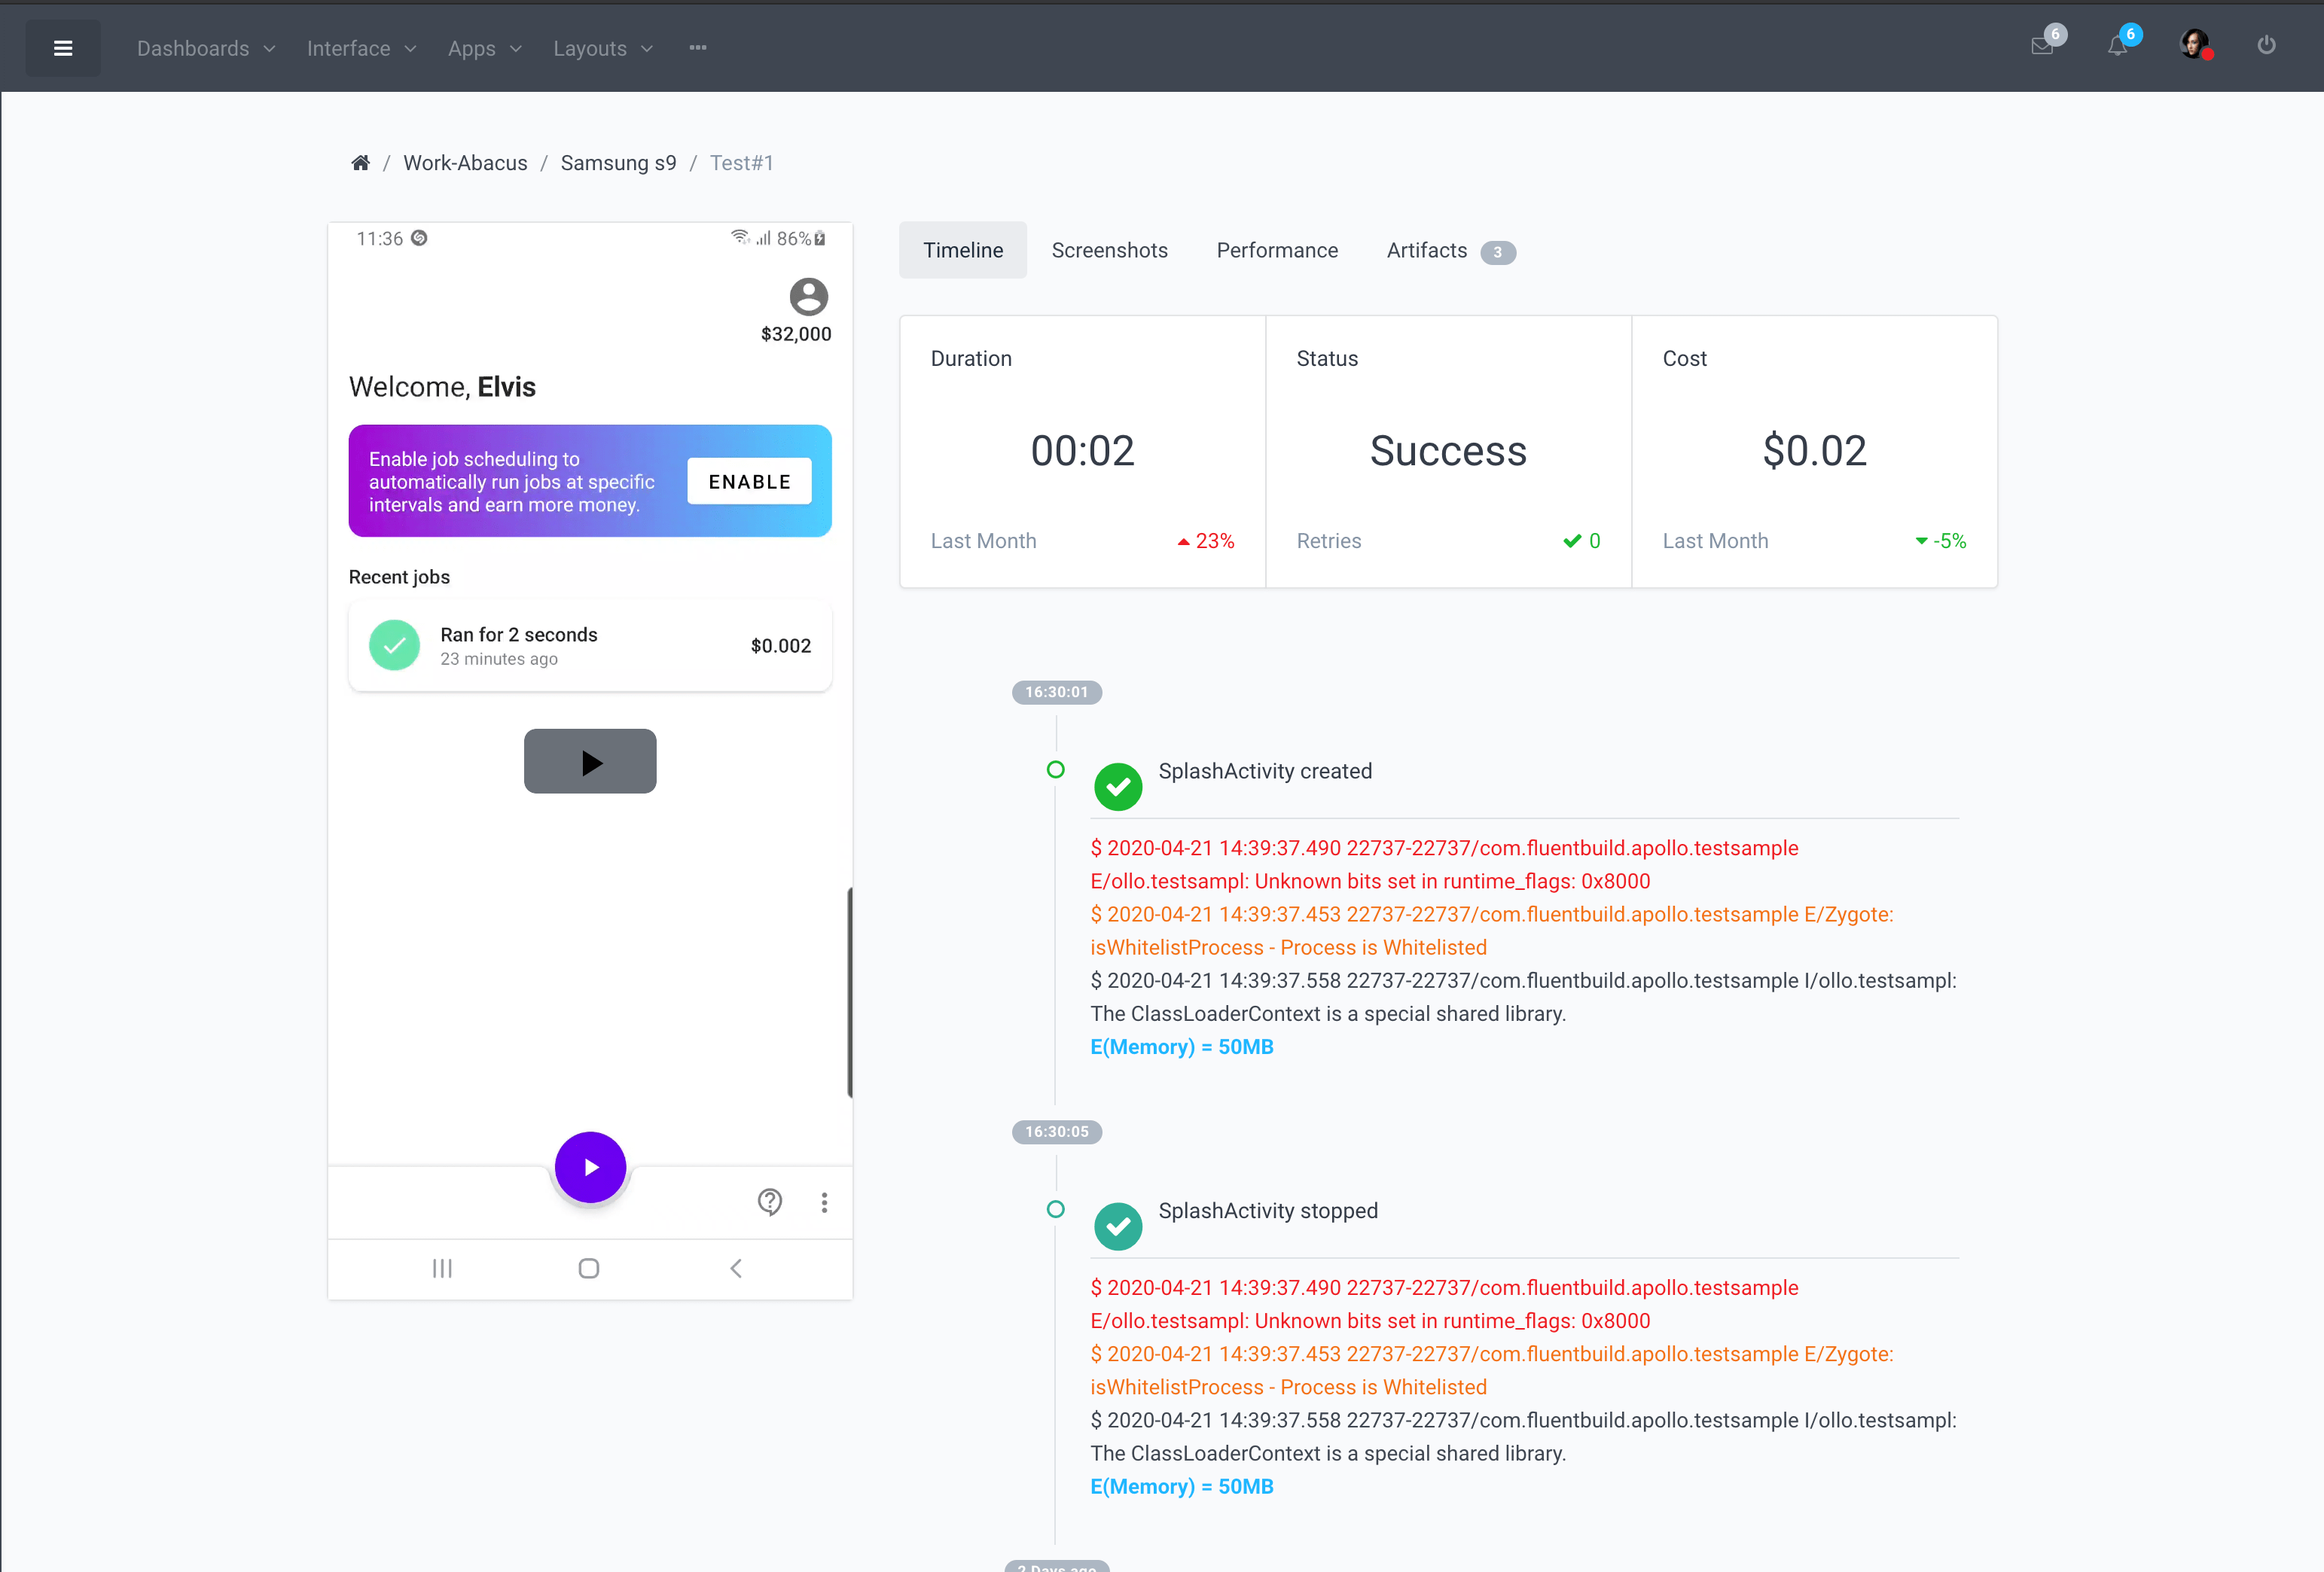 Dashboards Interface Apps Layouts 6 6
/ Work-Abacus / Samsung s9 / Test#1
11:36 86%
$32,000
Welcome, Elvis
Enable job scheduling to
automatically run jobs at specific
intervals and earn more money.
ENABLE
Recent jobs
Ran for 2 seconds
23 minutes ago
$0.002
Timeline Screenshots Performance Artifacts 3
Duration
00:02
Last Month 23%
Status
Success
Retries 0
Cost
$0.02
Last Month -5%
16:30:01
SplashActivity created
$ 2020-04-21 14:39:37.490 22737-22737/com.fluentbuild.apollo.testsample
E/ollo.testsampl: Unknown bits set in runtime_flags: 0x8000
$ 2020-04-21 14:39:37.453 22737-22737/com.fluentbuild.apollo.testsample E/Zygote:
isWhitelistProcess - Process is Whitelisted
$ 2020-04-21 14:39:37.558 22737-22737/com.fluentbuild.apollo.testsample I/ollo.testsampl:
The ClassLoaderContext is a special shared library.
E(Memory) = 50MB
16:30:05
SplashActivity stopped
$ 2020-04-21 14:39:37.490 22737-22737/com.fluentbuild.apollo.testsample
E/ollo.testsampl: Unknown bits set in runtime_flags: 0x8000
$ 2020-04-21 14:39:37.453 22737-22737/com.fluentbuild.apollo.testsample E/Zygote:
isWhitelistProcess - Process is Whitelisted
$ 2020-04-21 14:39:37.558 22737-22737/com.fluentbuild.apollo.testsample I/ollo.testsampl:
The ClassLoaderContext is a special shared library.
E(Memory) = 50MB
2 Days ago